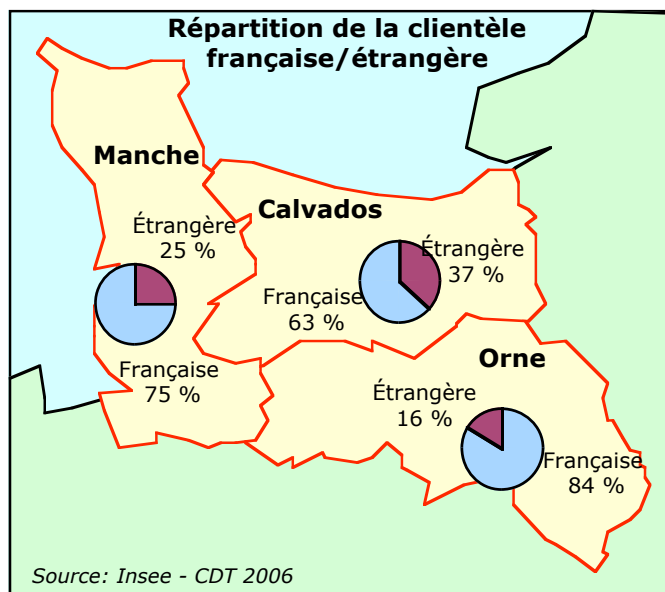 Répartition de la clientèle
française/étrangère
Manche
Étrangère
25 %
Française
75 %
Calvados
Étrangère
37 %
Française
63 %
Orne
Étrangère
16 %
Française
84 %
Source: Insee - CDT 2006